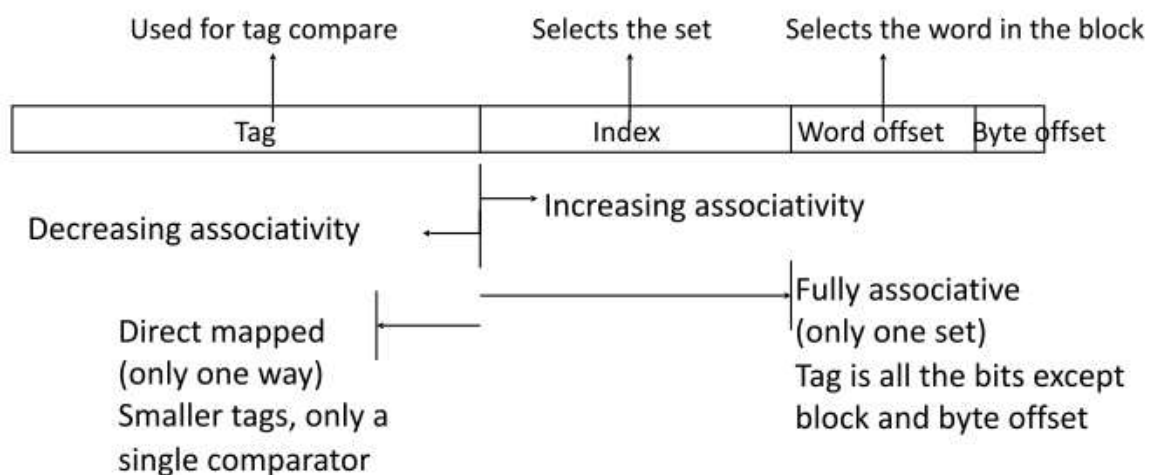 Used for tag compare
Selects the set
Selects the word in the block
Tag
Index
Word offset
Byte offset
Increasing associativity
Decreasing associativity
Fully associative
(only one set)
Tag is all the bits except
block and byte offset
Direct mapped
(only one way)
Smaller tags, only a
single comparator